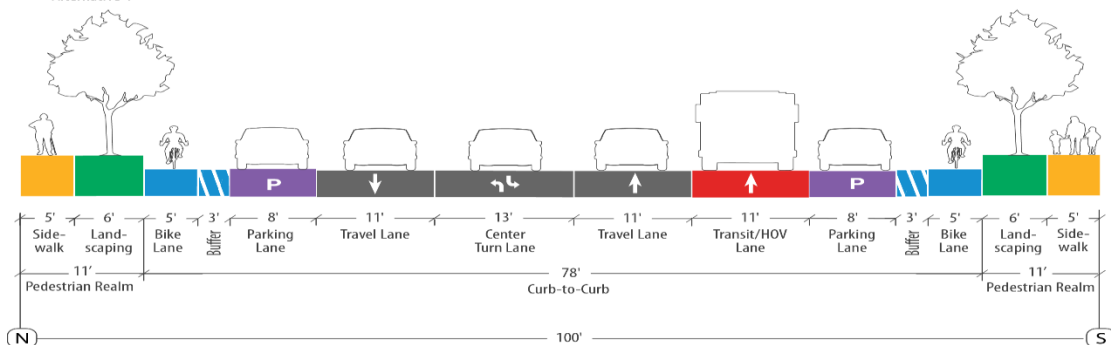 P
P
5' 6' 5' 3' 8' 11' 13' 11' 11' 8' 3' 5' 6' 5'
Side-
walk
Land-
scaping
Bike
Lane
Buffer
Parking
Lane
Travel Lane
Center
Turn Lane
Travel Lane
Transit/HOV
Lane
Parking
Lane
Buffer
Bike
Lane
Land-
scaping
Side-
walk
11'
Pedestrian Realm
78'
Curb-to-Curb
11'
Pedestrian Realm
N
100'
S